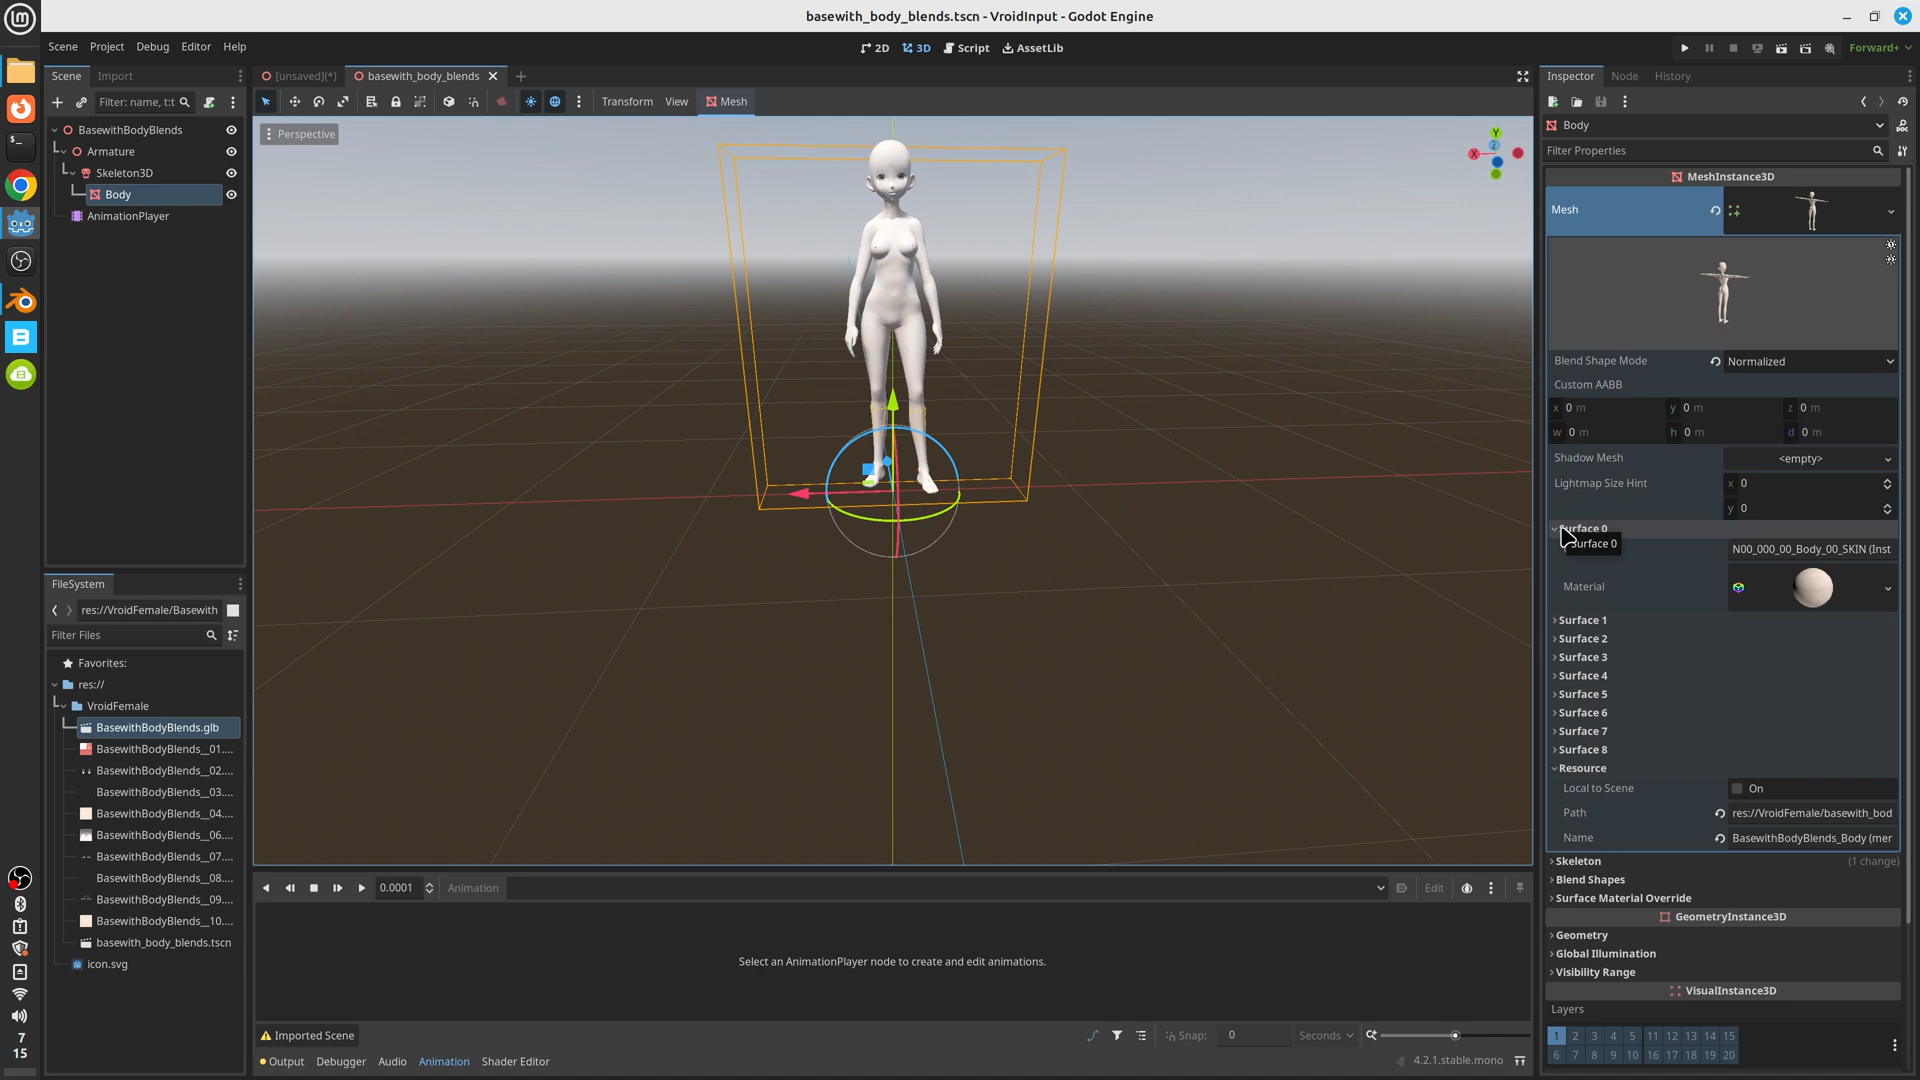 basewith_body_blends.tscn - VroidInput - Godot Engine
Scene Project Debug Editor Help
2D 3D Script AssetLib
Forward+
Scene Import
[unsaved](*) basewith_body_blends
Inspector Node History
Filter: name, t:t
Transform View Mesh
BasewithBodyBlends
Armature
Skeleton3D
Body
AnimationPlayer
Perspective
Y
X
Z
Body
Filter Properties
MeshInstance3D
Mesh
Blend Shape Mode Normalized
Custom AABB
x 0 m y 0 m z 0 m
w 0 m h 0 m d 0 m
Shadow Mesh <empty>
Lightmap Size Hint x 0
y 0
Surface 0
Surface 0
N00_000_00_Body_00_SKIN (Inst
Material
Surface 1
Surface 2
Surface 3
Surface 4
Surface 5
Surface 6
Surface 7
Surface 8
Resource
Local to Scene On
Path res://VroidFemale/basewith_bod
Name BasewithBodyBlends_Body (mer
Skeleton (1 change)
Blend Shapes
Surface Material Override
GeometryInstance3D
Geometry
Global Illumination
Visibility Range
VisualInstance3D
Layers
1 2 3 4 5 11 12 13 14 15
6 7 8 9 10 16 17 18 19 20
FileSystem
res://VroidFemale/Basewith
Filter Files
Favorites:
res://
VroidFemale
BasewithBodyBlends.glb
BasewithBodyBlends__01....
BasewithBodyBlends__02....
BasewithBodyBlends__03....
BasewithBodyBlends__04....
BasewithBodyBlends__06....
BasewithBodyBlends__07....
BasewithBodyBlends__08....
BasewithBodyBlends__09....
BasewithBodyBlends__10....
basewith_body_blends.tscn
icon.svg
0.0001 Animation Edit
Select an AnimationPlayer node to create and edit animations.
Imported Scene
Snap: 0 Seconds
Output Debugger Audio Animation Shader Editor
4.2.1.stable.mono
7
15